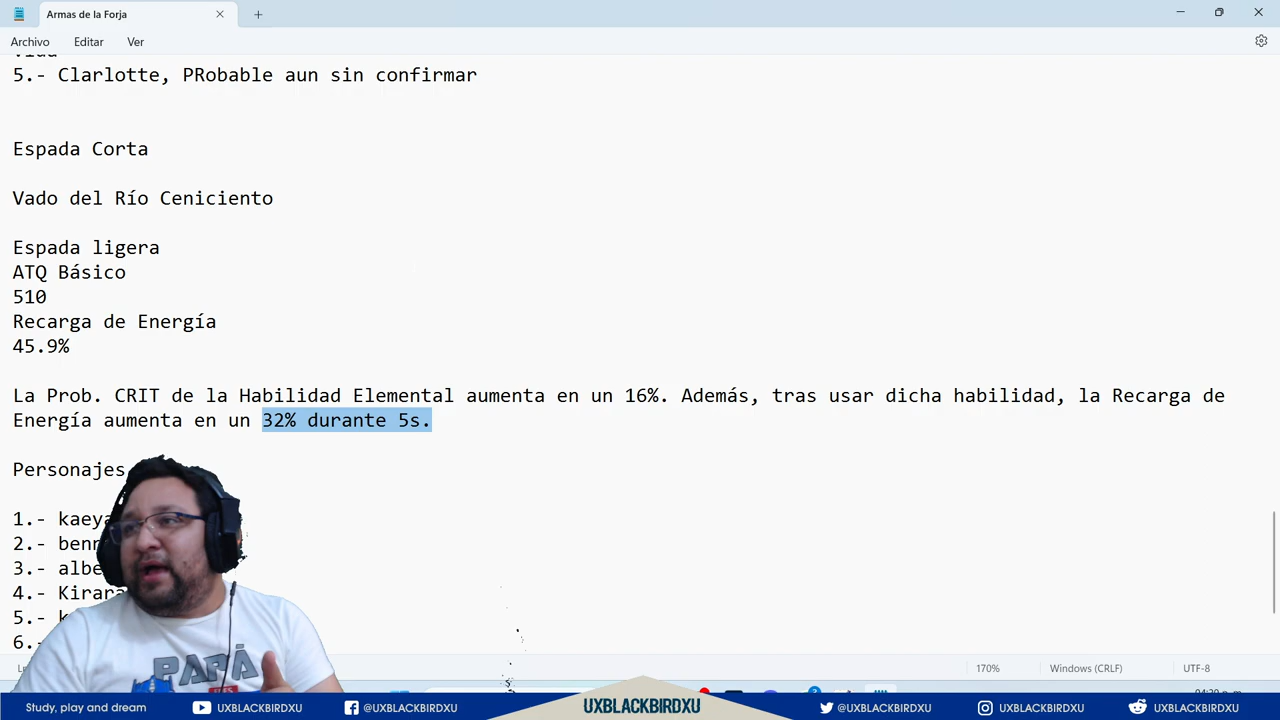 Armas de la Forja
Archivo Editar Ver
5.- Clarlotte, PRobable aun sin confirmar
Espada Corta
Vado del Río Ceniciento
Espada ligera
ATQ Básico
510
Recarga de Energía
45.9%
La Prob. CRIT de la Habilidad Elemental aumenta en un 16%. Además, tras usar dicha habilidad, la Recarga de
Energía aumenta en un 32% durante 5s.
Personajes
1.- kaeya
2.-
3.-
4.- Kirara
5.-
6.-
PAPÁ
170% Windows (CRLF) UTF-8
Study, play and dream UXBLACKBIRDXU @UXBLACKBIRDXU UXBLACKBIRDXU @UXBLACKBIRDXU UXBLACKBIRDXU UXBLACKBIRDXU